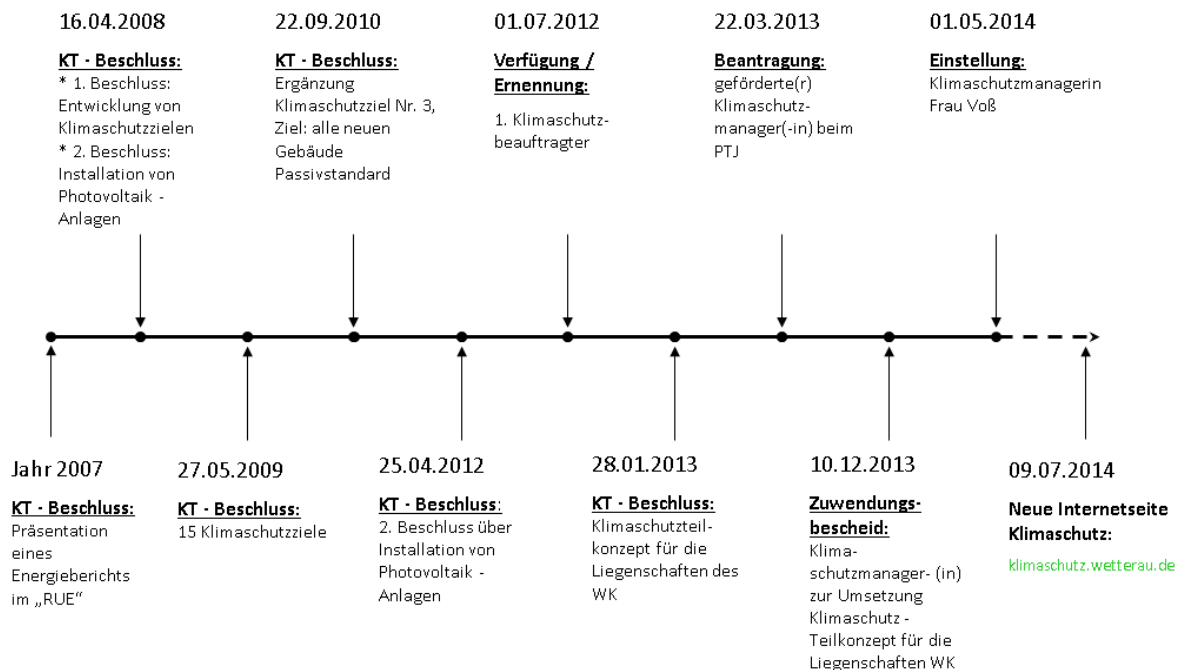 16.04.2008
KT - Beschluss:
* 1. Beschluss:
Entwicklung von
Klimaschutzzielen
* 2. Beschluss:
Installation von
Photovoltaik -
Anlagen
22.09.2010
KT - Beschluss:
Ergänzung
Klimaschutzziel Nr. 3,
Ziel: alle neuen
Gebäude
Passivstandard
01.07.2012
Verfügung /
Ernennung:
1. Klimaschutz-
beauftragter
22.03.2013
Beantragung:
geförderte(r)
Klimaschutz-
manager(-in) beim
PTJ
01.05.2014
Einstellung:
Klimaschutzmanagerin
Frau Voß
Jahr 2007
KT - Beschluss:
Präsentation
eines
Energieberichts
im „RUE“
27.05.2009
KT - Beschluss:
15 Klimaschutzziele
25.04.2012
KT - Beschluss:
2. Beschluss über
Installation von
Photovoltaik -
Anlagen
28.01.2013
KT - Beschluss:
Klimaschutzteil-
konzept für die
Liegenschaften des
WK
10.12.2013
Zuwendungs-
bescheid:
Klima-
schutzmanager- (in)
zur Umsetzung
Klimaschutz -
Teilkonzept für die
Liegenschaften WK
09.07.2014
Neue Internetseite
Klimaschutz:
klimaschutz.wetterau.de